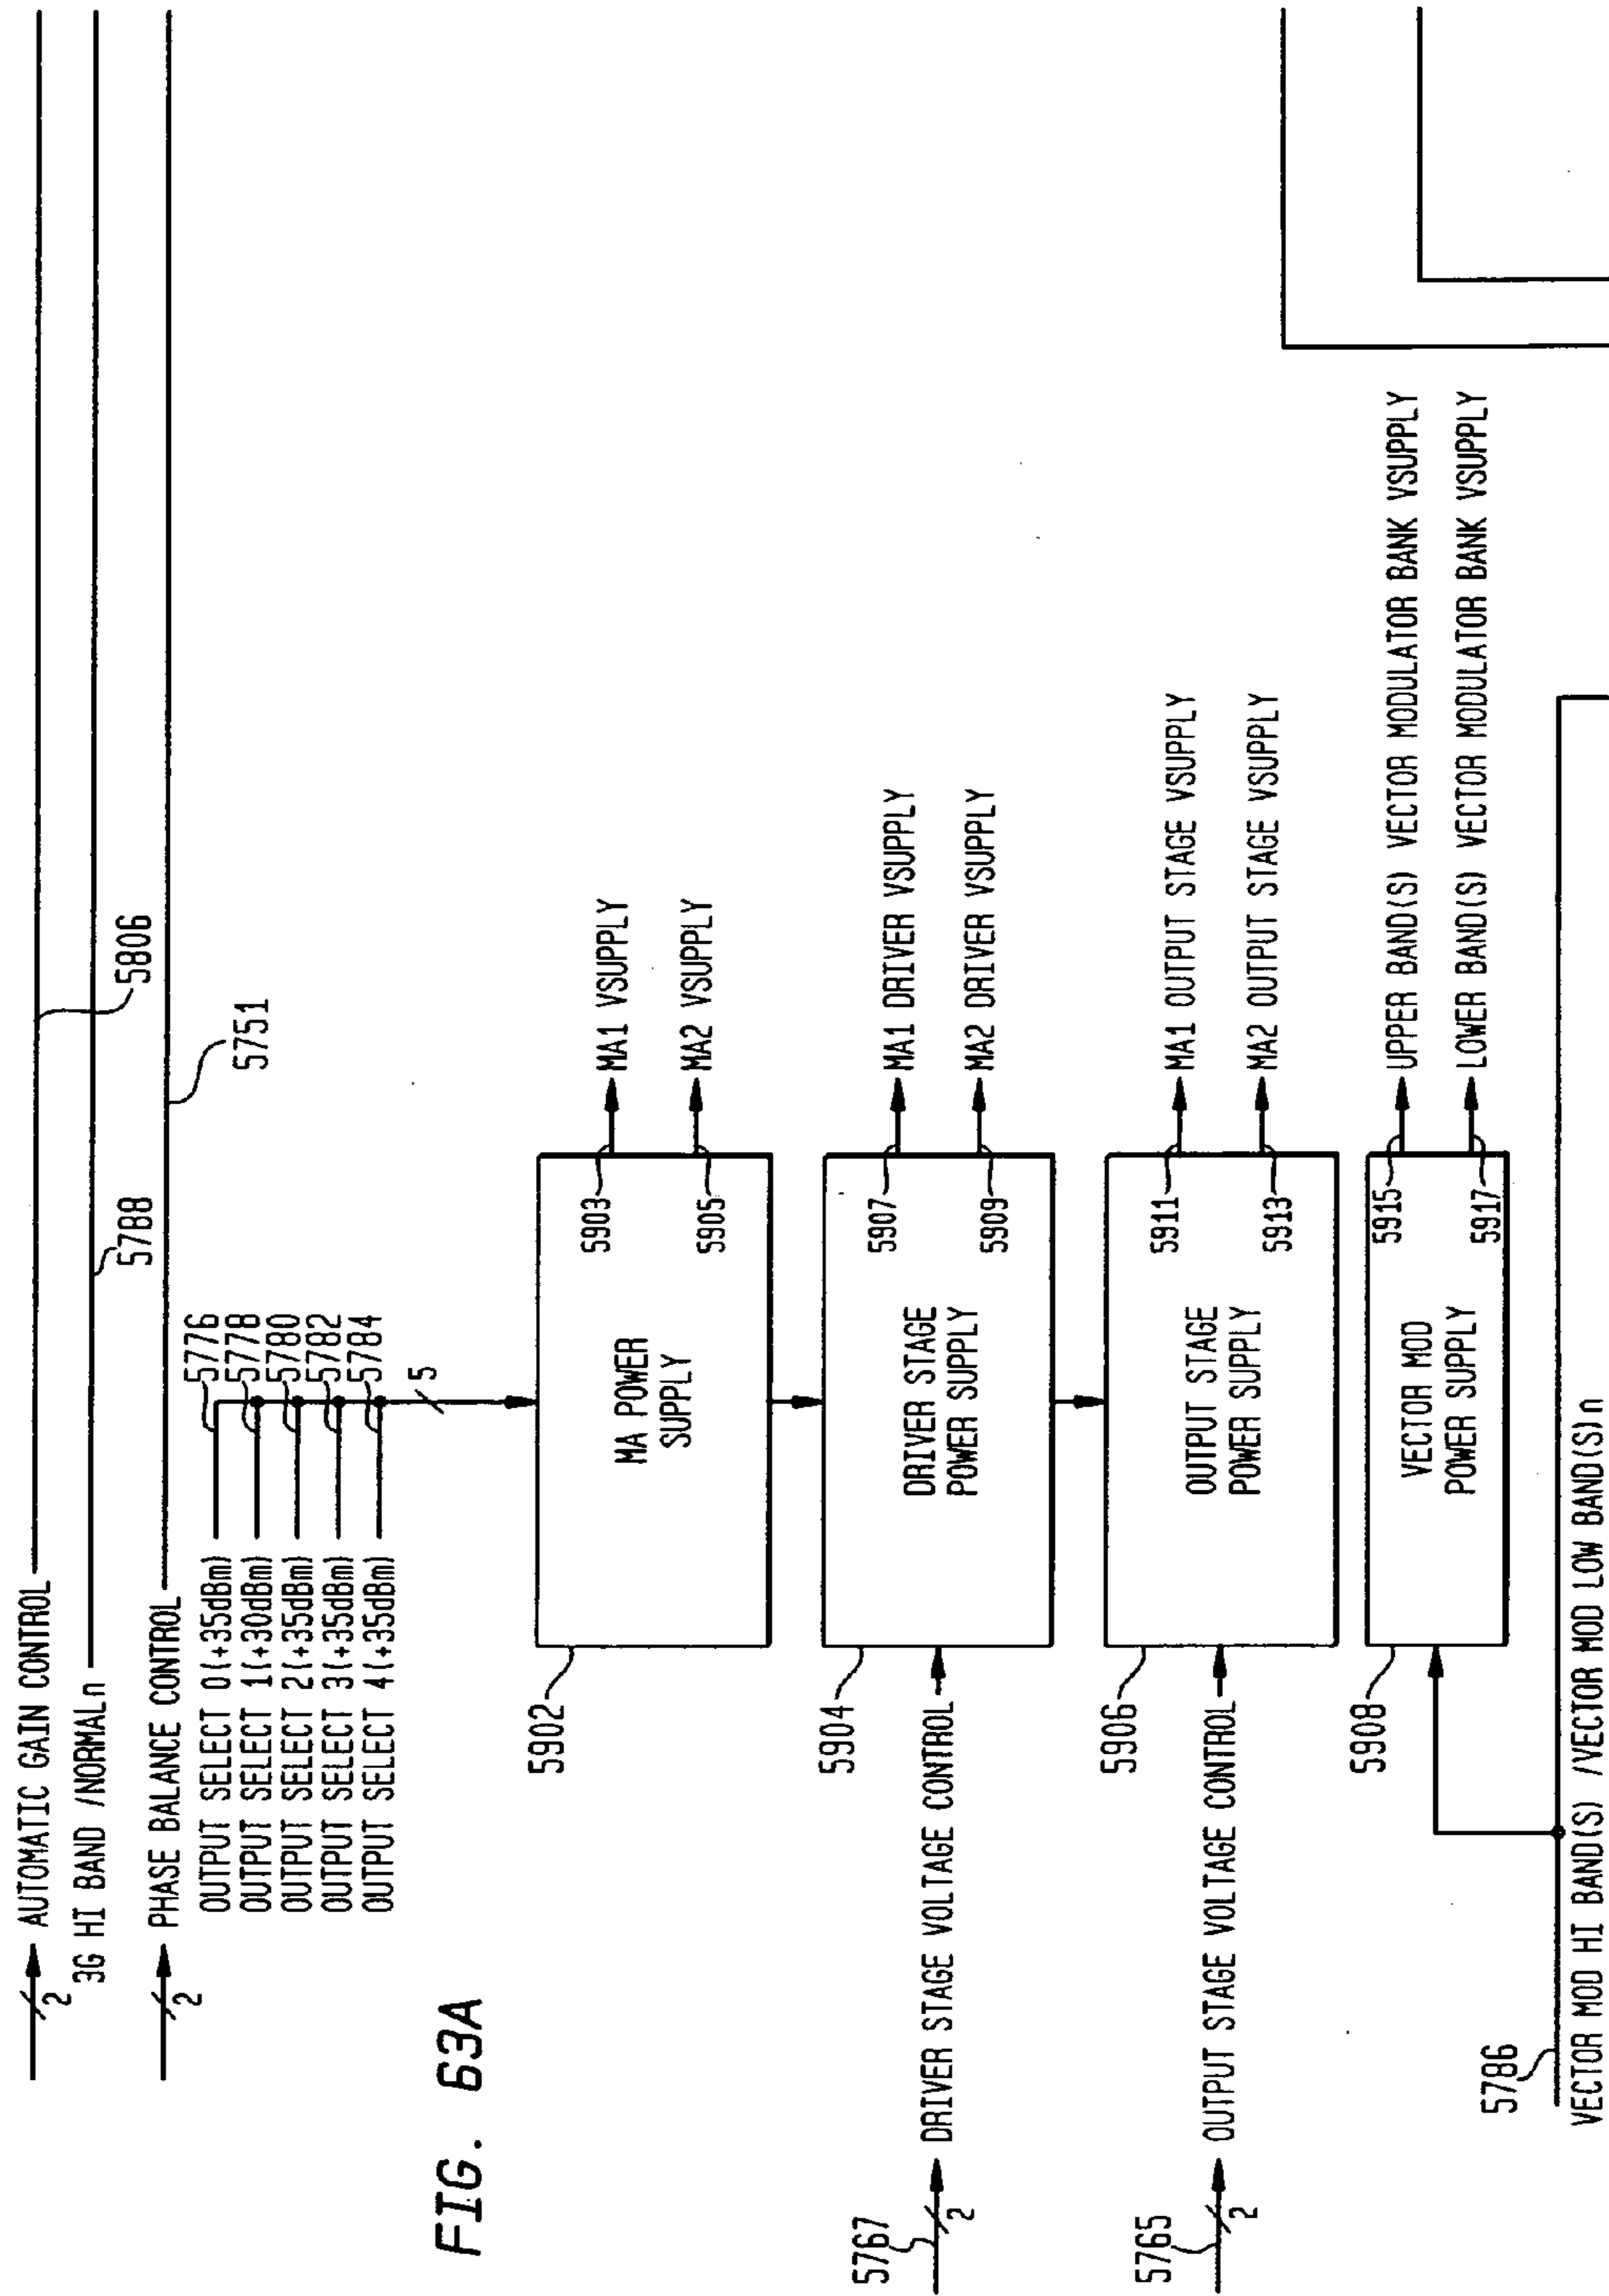 2
AUTOMATIC GAIN CONTROL
5806
3G HI BAND /NORMALn
5788
2
PHASE BALANCE CONTROL
5751
OUTPUT SELECT 0(+35dBm)
5776
OUTPUT SELECT 1(+30dBm)
5778
OUTPUT SELECT 2(+35dBm)
5780
OUTPUT SELECT 3(+35dBm)
5782
OUTPUT SELECT 4(+35dBm)
5784
5
FIG. 63A
5902
MA POWER
SUPPLY
5903
MA1 VSUPPLY
5905
MA2 VSUPPLY
5767
2
DRIVER STAGE VOLTAGE CONTROL
5904
DRIVER STAGE
POWER SUPPLY
5907
MA1 DRIVER VSUPPLY
5909
MA2 DRIVER VSUPPLY
5765
2
OUTPUT STAGE VOLTAGE CONTROL
5906
OUTPUT STAGE
POWER SUPPLY
5911
MA1 OUTPUT STAGE VSUPPLY
5913
MA2 OUTPUT STAGE VSUPPLY
5908
VECTOR MOD
POWER SUPPLY
5915
UPPER BAND(S) VECTOR MODULATOR BANK VSUPPLY
5917
LOWER BAND(S) VECTOR MODULATOR BANK VSUPPLY
5786
VECTOR MOD HI BAND(S) /VECTOR MOD LOW BAND(S)n